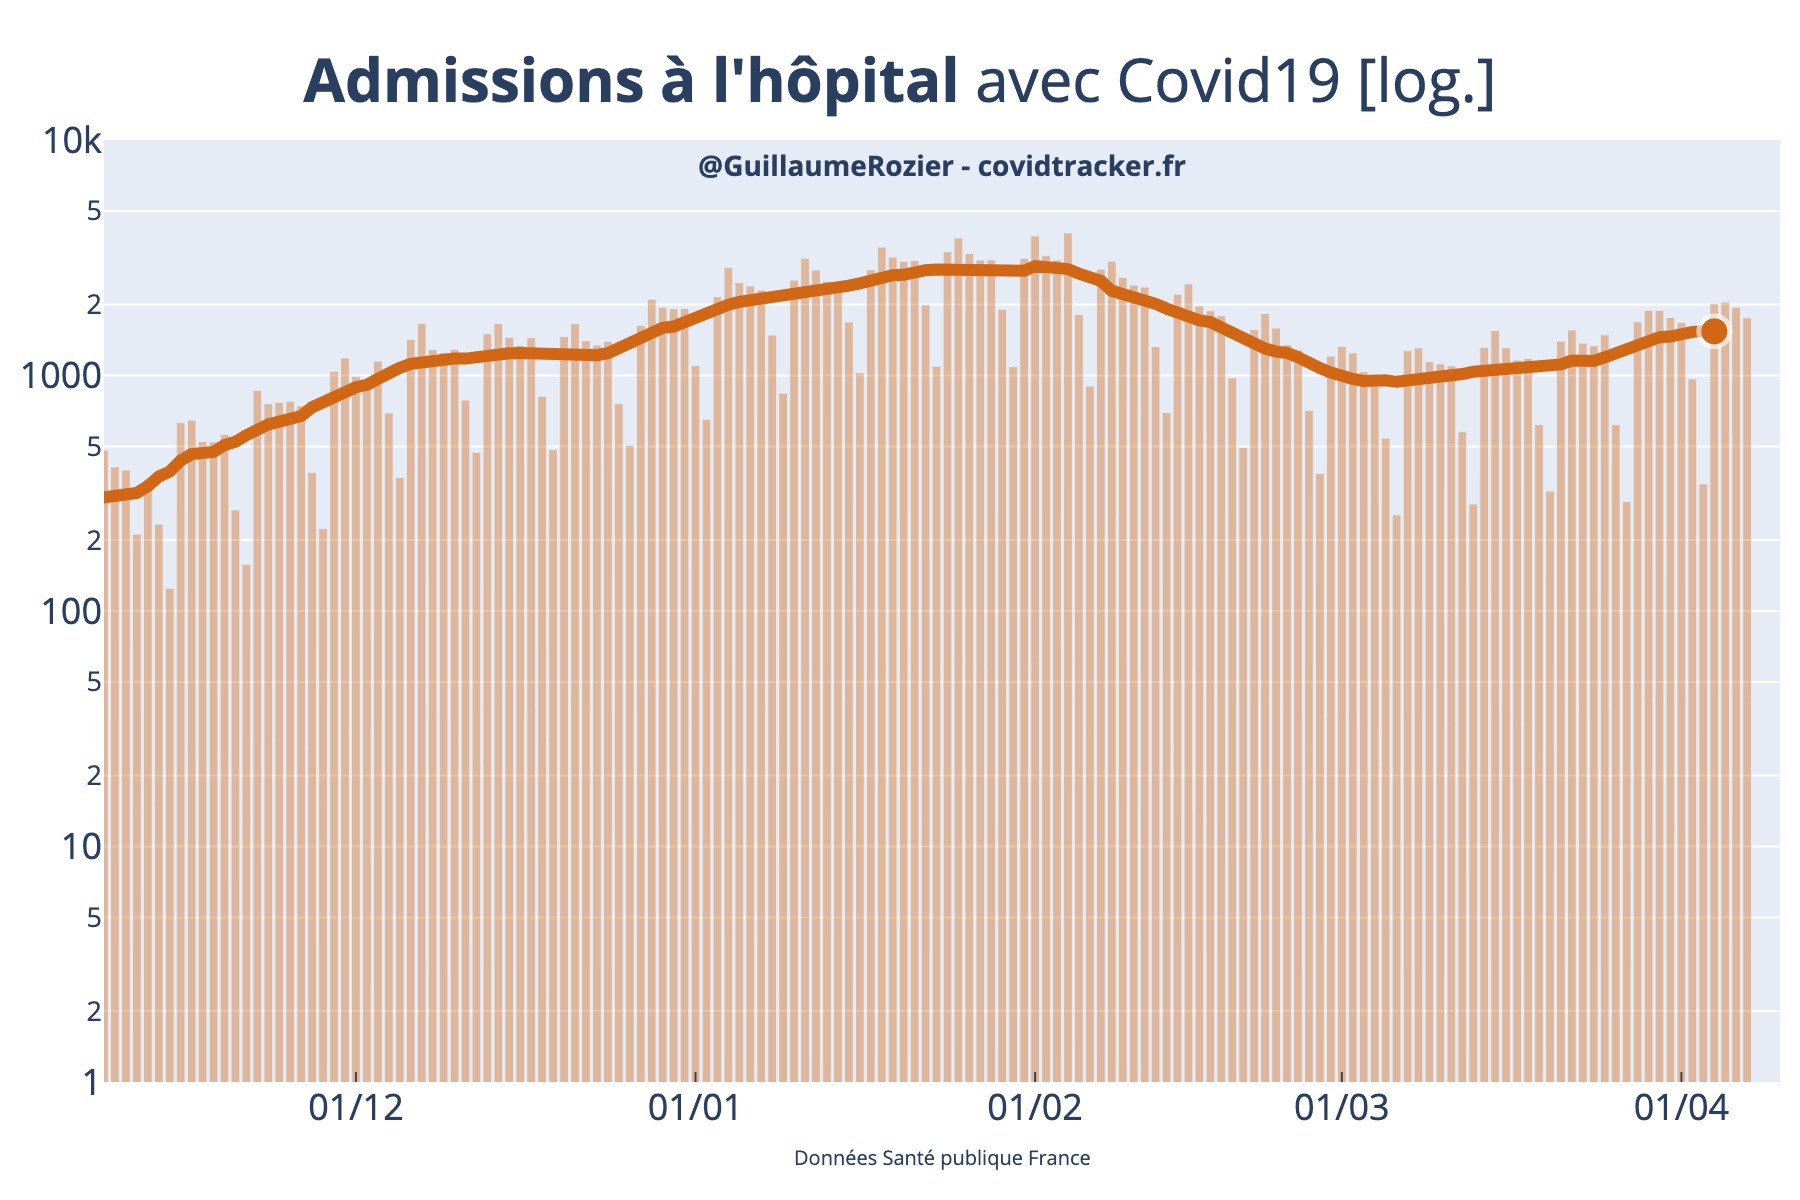 Admissions à l'hôpital avec Covid19 [log.]
@GuillaumeRozier - covidtracker.fr
10k
5
2
1000
5
2
100
5
2
10
5
2
1
01/12 01/01 01/02 01/03 01/04
Données Santé publique France